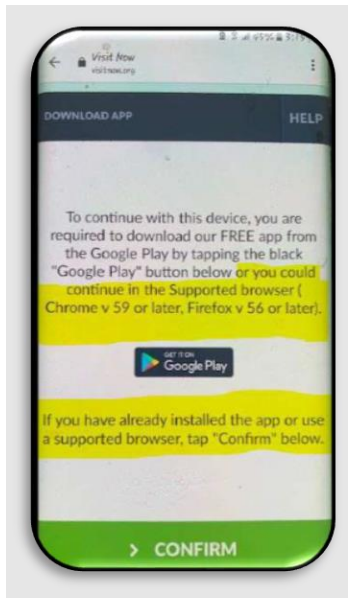 45% 3:19
Visit Now
visitnow.org
DOWNLOAD APP
HELP
To continue with this device, you are
required to download our FREE app from
the Google Play by tapping the black
"Google Play" button below or you could
continue in the Supported browser (
Chrome v 59 or later, Firefox v 56 or later).
GET IT ON
Google Play
If you have already installed the app or use
a supported browser, tap "Confirm" below.
> CONFIRM